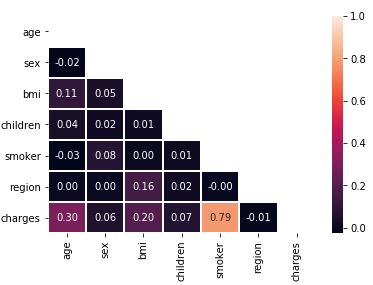 age
sex -0.02
bmi 0.11 0.05
children 0.04 0.02 0.01
smoker -0.03 0.08 0.00 0.01
region 0.00 0.00 0.16 0.02 -0.00
charges 0.30 0.06 0.20 0.07 0.79 -0.01
age sex bmi children smoker region charges
1.0
0.8
0.6
0.4
0.2
0.0